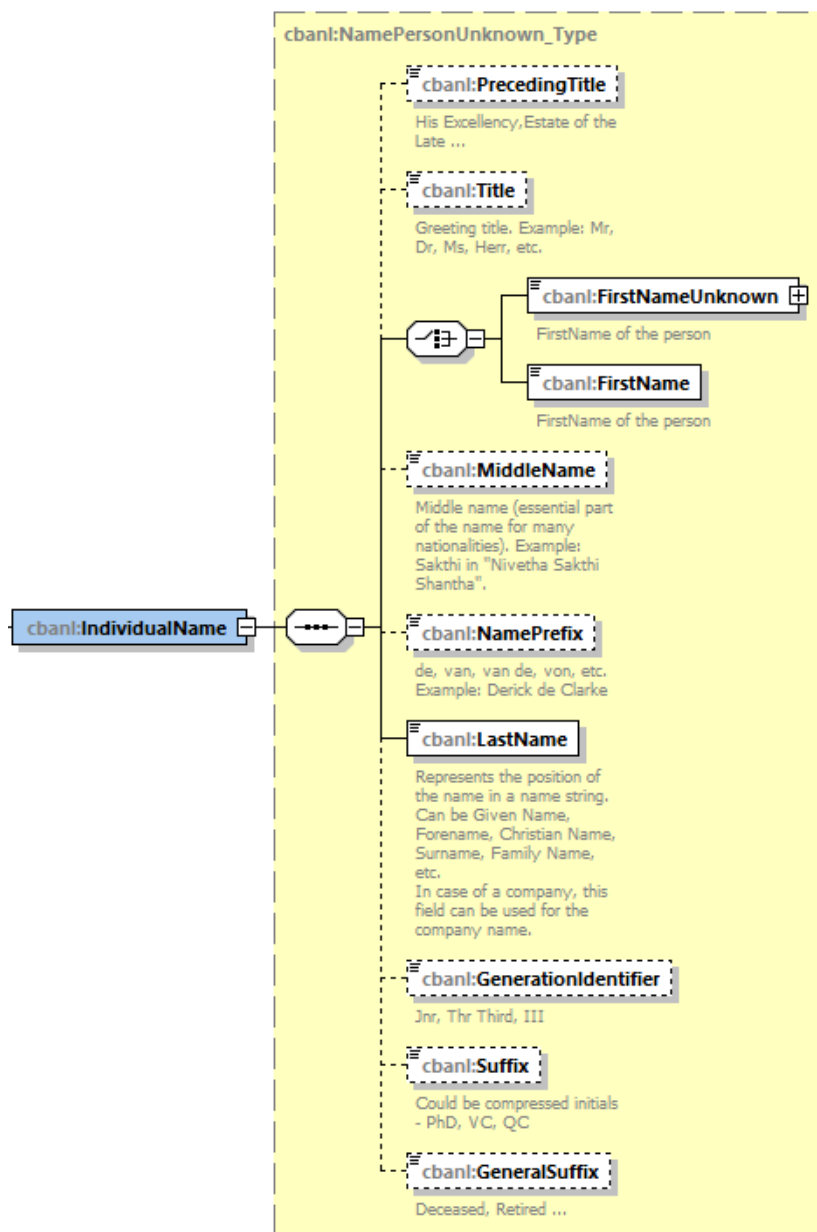 cbanl:NamePersonUnknown_Type
cbanl:PrecedingTitle
His Excellency,Estate of the
Late ...
cbanl:Title
Greeting title. Example: Mr,
Dr, Ms, Herr, etc.
cbanl:FirstNameUnknown
FirstName of the person
cbanl:FirstName
FirstName of the person
cbanl:MiddleName
Middle name (essential part
of the name for many
nationalities). Example:
Sakthi in "Nivetha Sakthi
Shantha".
cbanl:IndividualName
cbanl:NamePrefix
de, van, van de, von, etc.
Example: Derick de Clarke
cbanl:LastName
Represents the position of
the name in a name string.
Can be Given Name,
Forename, Christian Name,
Surname, Family Name,
etc.
In case of a company, this
field can be used for the
company name.
cbanl:GenerationIdentifier
Jnr, Thr Third, III
cbanl:Suffix
Could be compressed initials
- PhD, VC, QC
cbanl:GeneralSuffix
Deceased, Retired ...